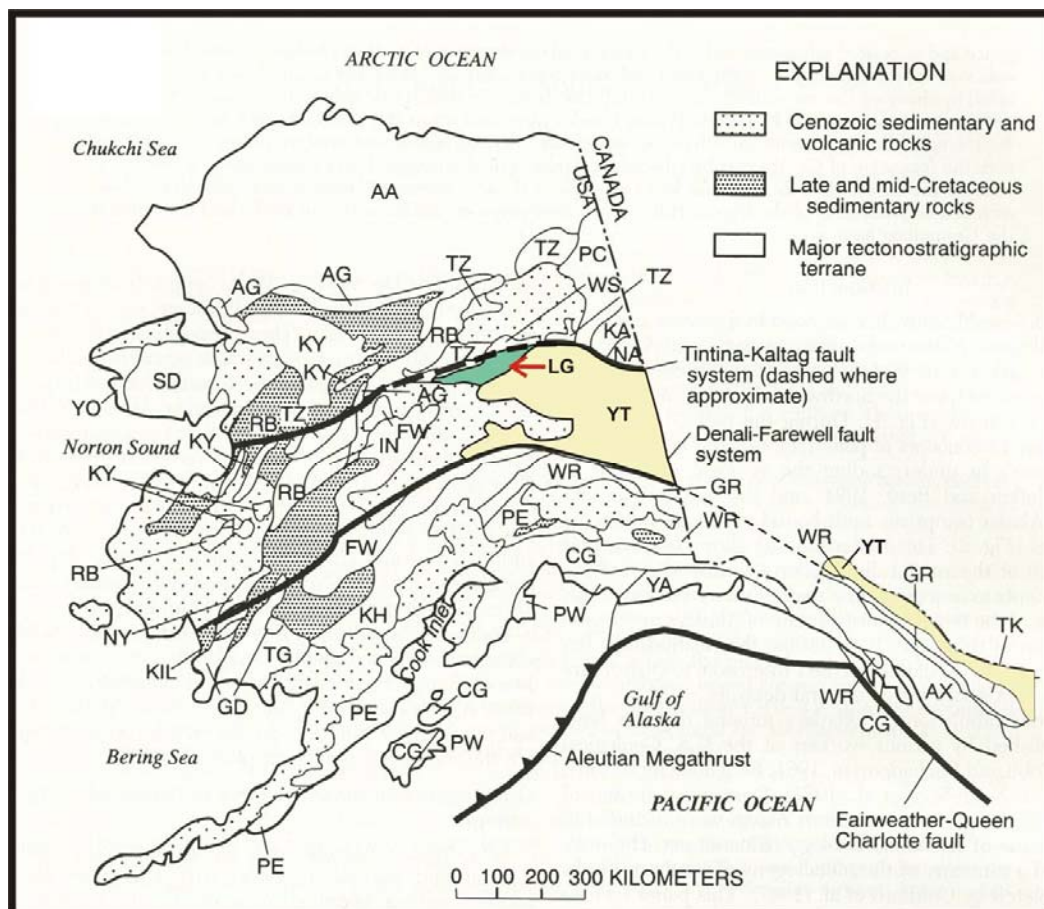 ARCTIC OCEAN
EXPLANATION
Cenozoic sedimentary and
volcanic rocks
Late and mid-Cretaceous
sedimentary rocks
Major tectonostratigraphic
terrane
Chukchi Sea
CANADA
USA
AA
TZ
PC
TZ
WS
TZ
AG
AG
RB
KY
KY
TZ
KA
NA
LG
Tintina-Kaltag fault
system (dashed where
approximate)
SD
YO
AG
YT
TZ
RB
FW
IN
Denali-Farewell fault
system
KY
Norton Sound
KY
RB
WR
GR
PE
WR
WR
YT
CG
GR
FW
RB
YA
PW
NY
KH
TK
Cook Inlet
KIL
TG
GD
CG
PE
Gulf of
Alaska
WR
AX
CG
PW
CG
Bering Sea
Aleutian Megathrust
PACIFIC OCEAN
Fairweather-Queen
Charlotte fault
PE
0 100 200 300 KILOMETERS